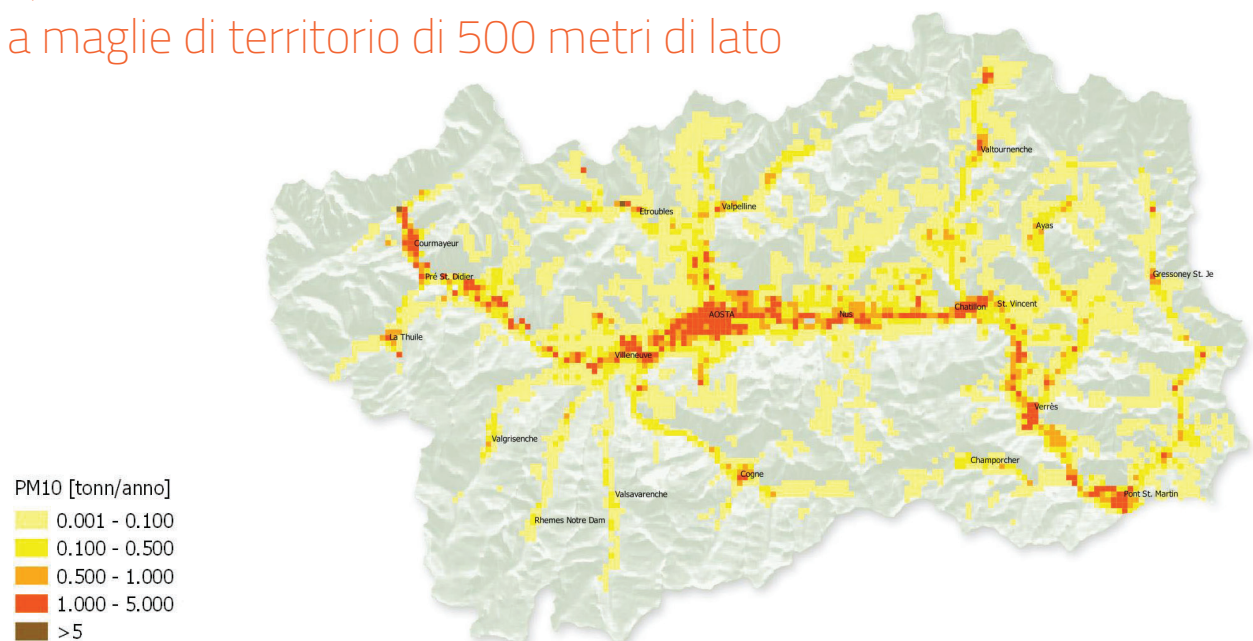 a maglie di territorio di 500 metri di lato
Valtournenche
Etroubles
Valpelline
Ayas
Courmayeur
Pré St. Didier
Gressoney St. Je
AOSTA
Nus
Chatillon
St. Vincent
La Thuile
Villeneuve
Verrès
Valgrisenche
Champorcher
Cogne
Valsavarenche
Pont St. Martin
Rhemes Notre Dam
PM10 [tonn/anno]
0.001 - 0.100
0.100 - 0.500
0.500 - 1.000
1.000 - 5.000
>5